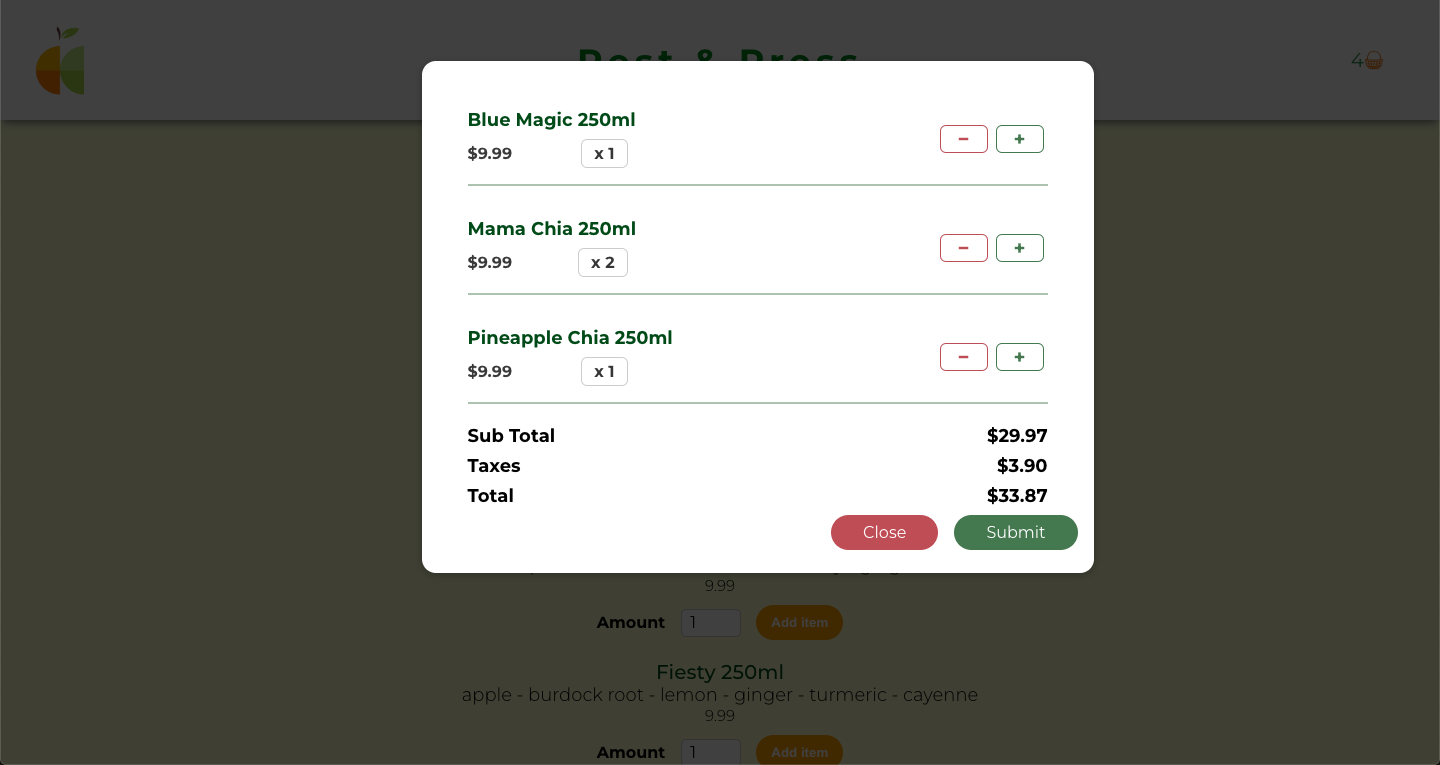 4
Blue Magic 250ml
$9.99 x 1 − +
Mama Chia 250ml
$9.99 x 2 − +
Pineapple Chia 250ml
$9.99 x 1 − +
Sub Total $29.97
Taxes $3.90
Total $33.87
Close Submit
9.99
Amount 1 Add item
Fiesty 250ml
apple - burdock root - lemon - ginger - turmeric - cayenne
9.99
Amount 1 Add item